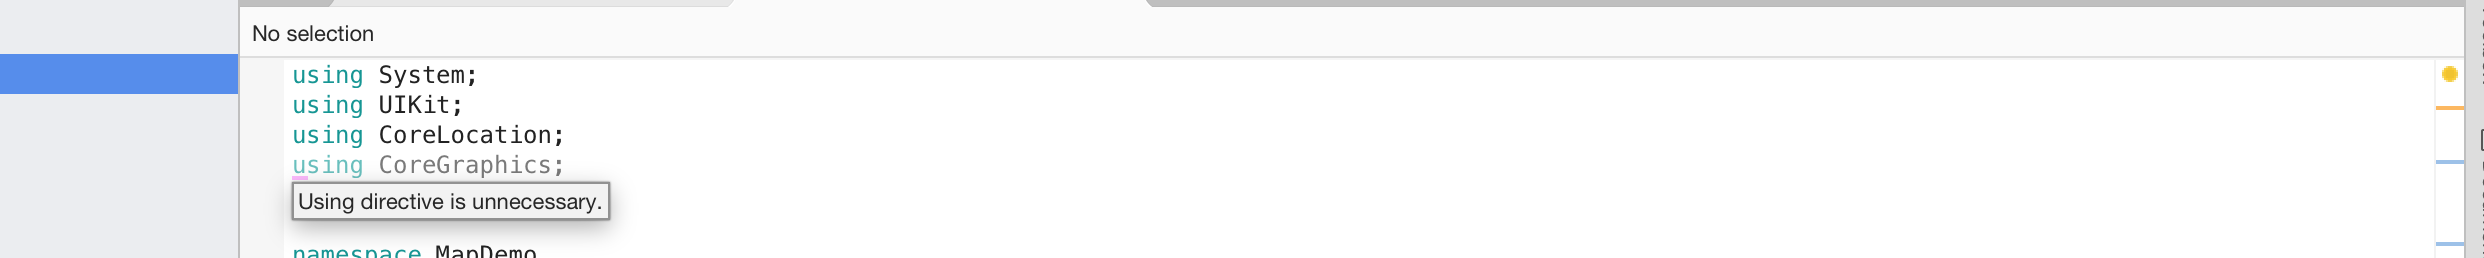 No selection
using System;
using UIKit;
using CoreLocation;
using CoreGraphics;
Using directive is unnecessary.
namespace MapDemo